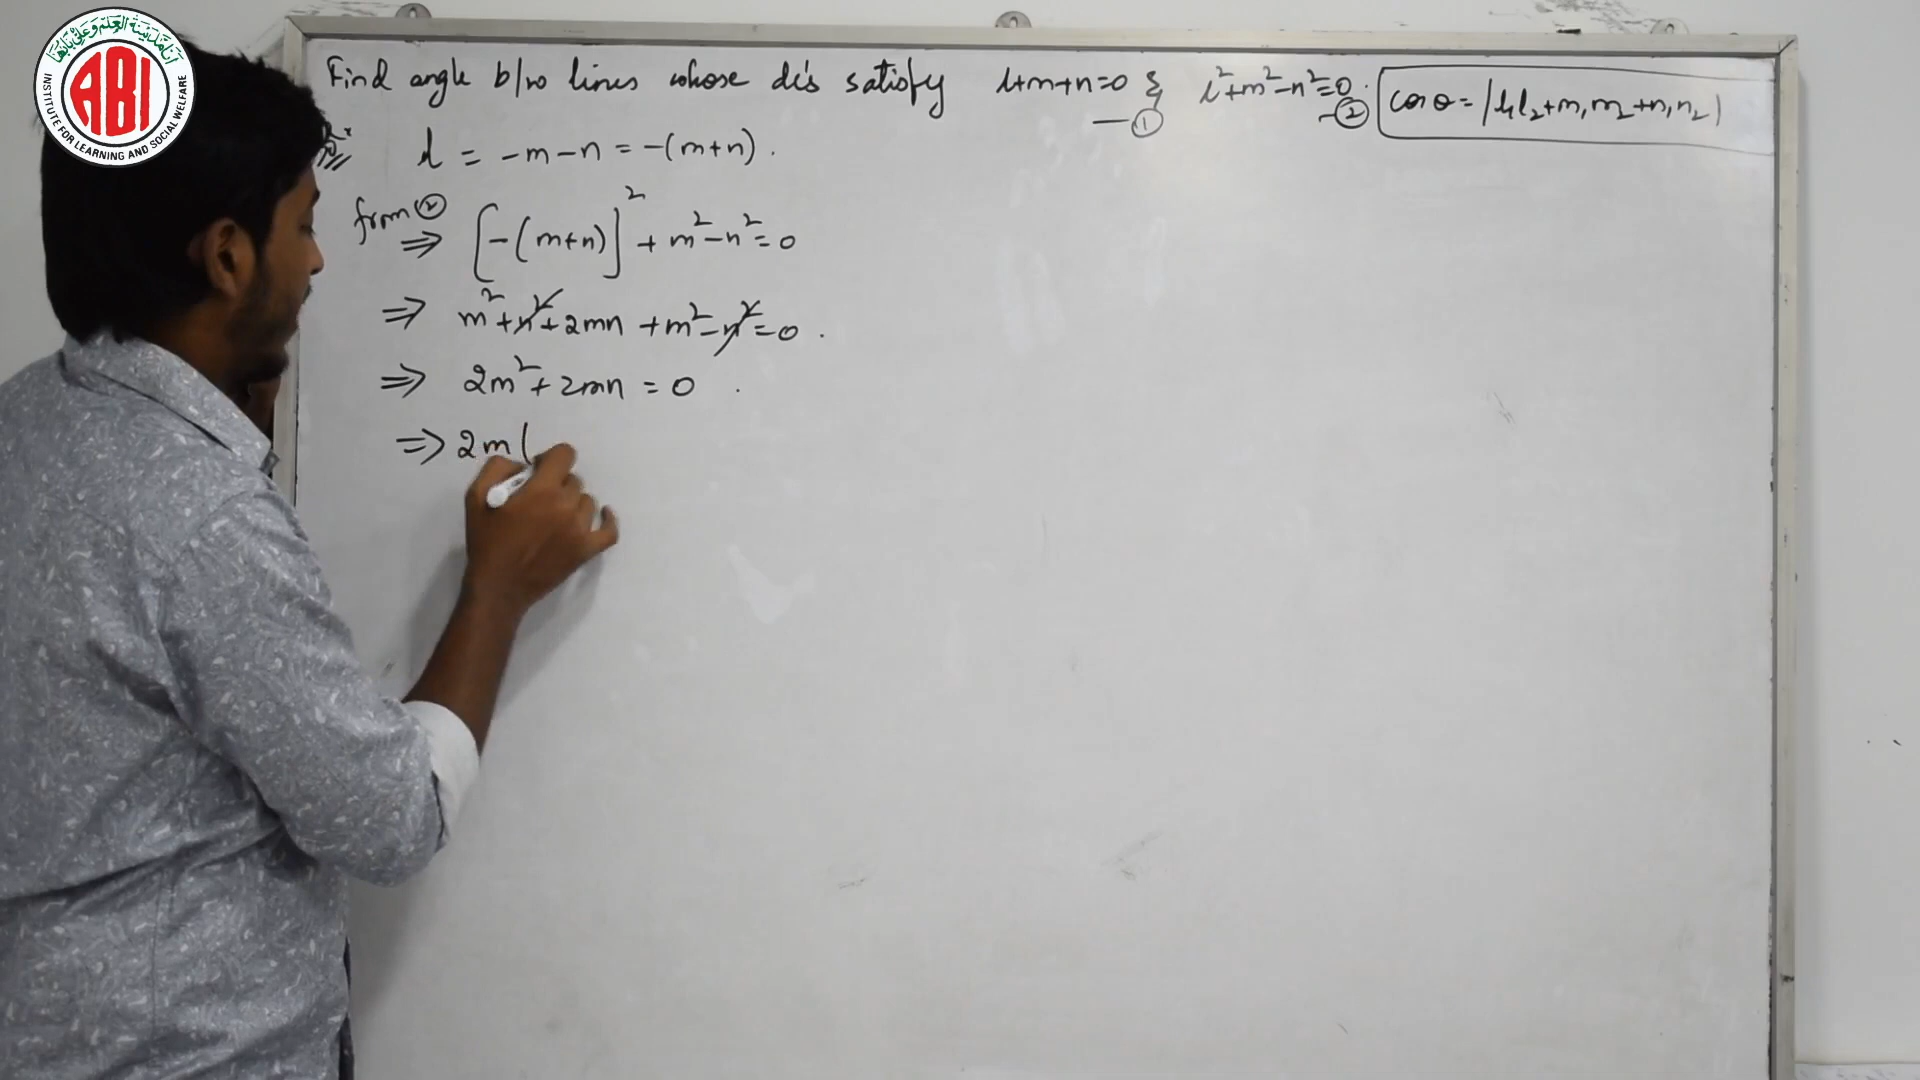 ABI
INSTITUTE FOR LEARNING AND SOCIAL WELFARE
Find angle b/w lines whose dc's satisfy l+m+n=0 & l²+m²-n²=0.
—① -②
cos θ = |l₁l₂+m₁m₂+n₁n₂|
l = -m-n = -(m+n).
from ②
⇒ [-(m+n)]² + m²-n²=0
⇒ m²+n²+2mn+m²-n²=0.
⇒ 2m²+2mn=0.
⇒ 2m(